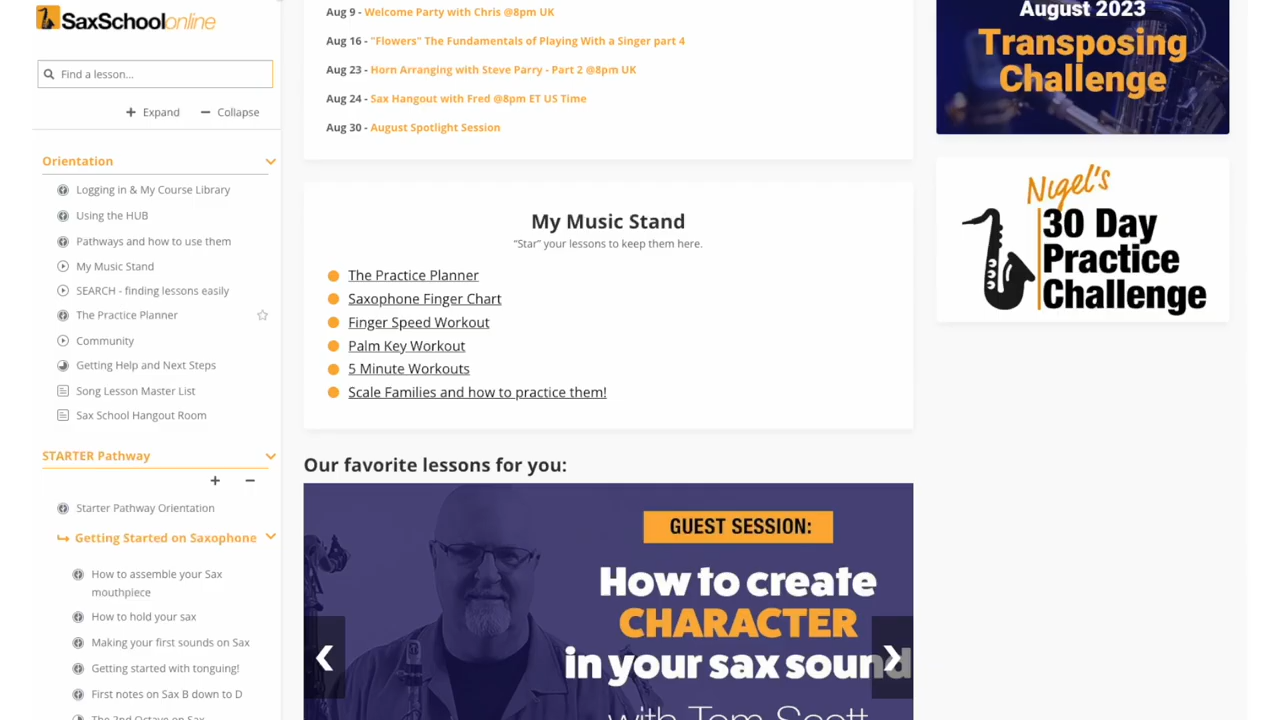 SaxSchoolonline
Find a lesson...
+ Expand − Collapse
Orientation
Logging in & My Course Library
Using the HUB
Pathways and how to use them
My Music Stand
SEARCH - finding lessons easily
The Practice Planner
Community
Getting Help and Next Steps
Song Lesson Master List
Sax School Hangout Room
STARTER Pathway
+ −
Starter Pathway Orientation
Getting Started on Saxophone
How to assemble your Sax
mouthpiece
How to hold your sax
Making your first sounds on Sax
Getting started with tonguing!
First notes on Sax B down to D
The 2nd Octave on Sax
Aug 9 - Welcome Party with Chris @8pm UK
Aug 16 - "Flowers" The Fundamentals of Playing With a Singer part 4
Aug 23 - Horn Arranging with Steve Parry - Part 2 @8pm UK
Aug 24 - Sax Hangout with Fred @8pm ET US Time
Aug 30 - August Spotlight Session
My Music Stand
“Star” your lessons to keep them here.
The Practice Planner
Saxophone Finger Chart
Finger Speed Workout
Palm Key Workout
5 Minute Workouts
Scale Families and how to practice them!
Our favorite lessons for you:
GUEST SESSION:
How to create
CHARACTER
in your sax sound
with Tom Scott
August 2023
Transposing
Challenge
Nigel's
30 Day
Practice
Challenge